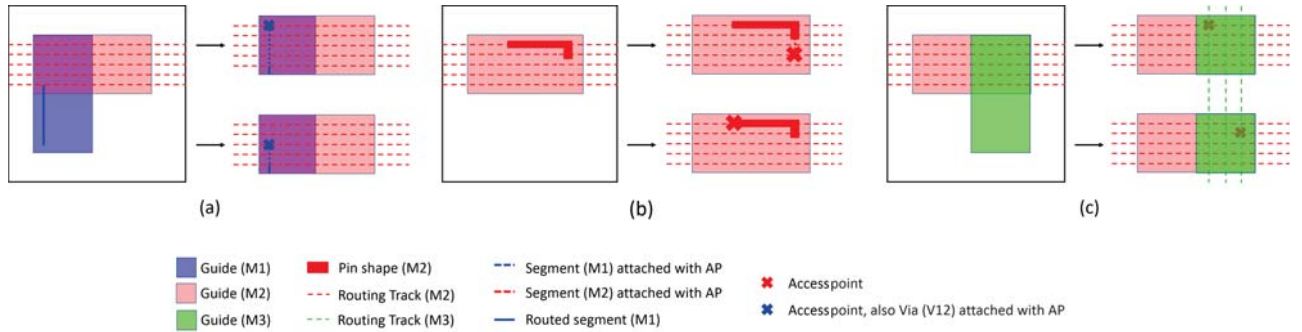 (a)
(b)
(c)
Guide (M1)
Guide (M2)
Guide (M3)
Pin shape (M2)
Routing Track (M2)
Routing Track (M3)
Segment (M1) attached with AP
Segment (M2) attached with AP
Routed segment (M1)
Accesspoint
Accesspoint, also Via (V12) attached with AP